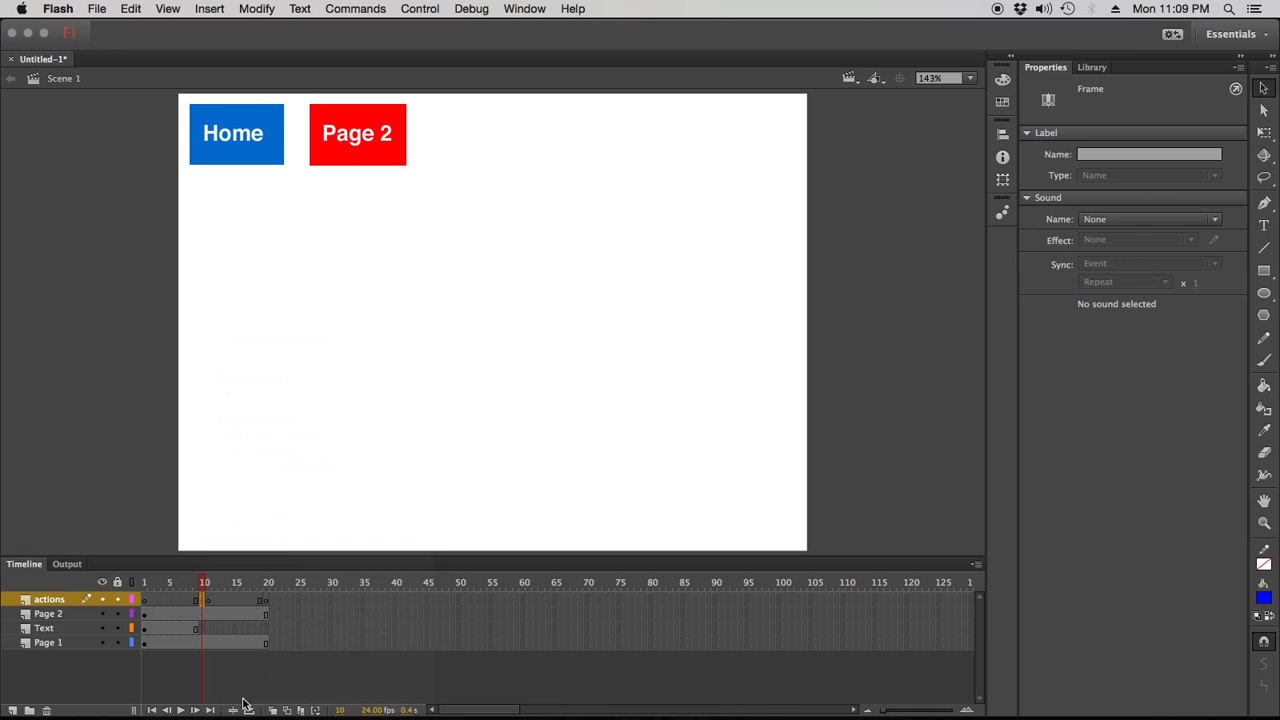 Flash File Edit View Insert Modify Text Commands Control Debug Window Help Mon 11:09 PM
Fl Essentials
× Untitled-1*
Scene 1 143%
Properties Library
Frame
Label
Name:
Type: Name
Sound
Name: None
Effect: None
Sync: Event
Repeat x 1
No sound selected
Home Page 2
Timeline Output
1 5 10 15 20 25 30 35 40 45 50 55 60 65 70 75 80 85 90 95 100 105 110 115 120 125 1
actions
Page 2
Text
Page 1
10 24.00 fps 0.4 s